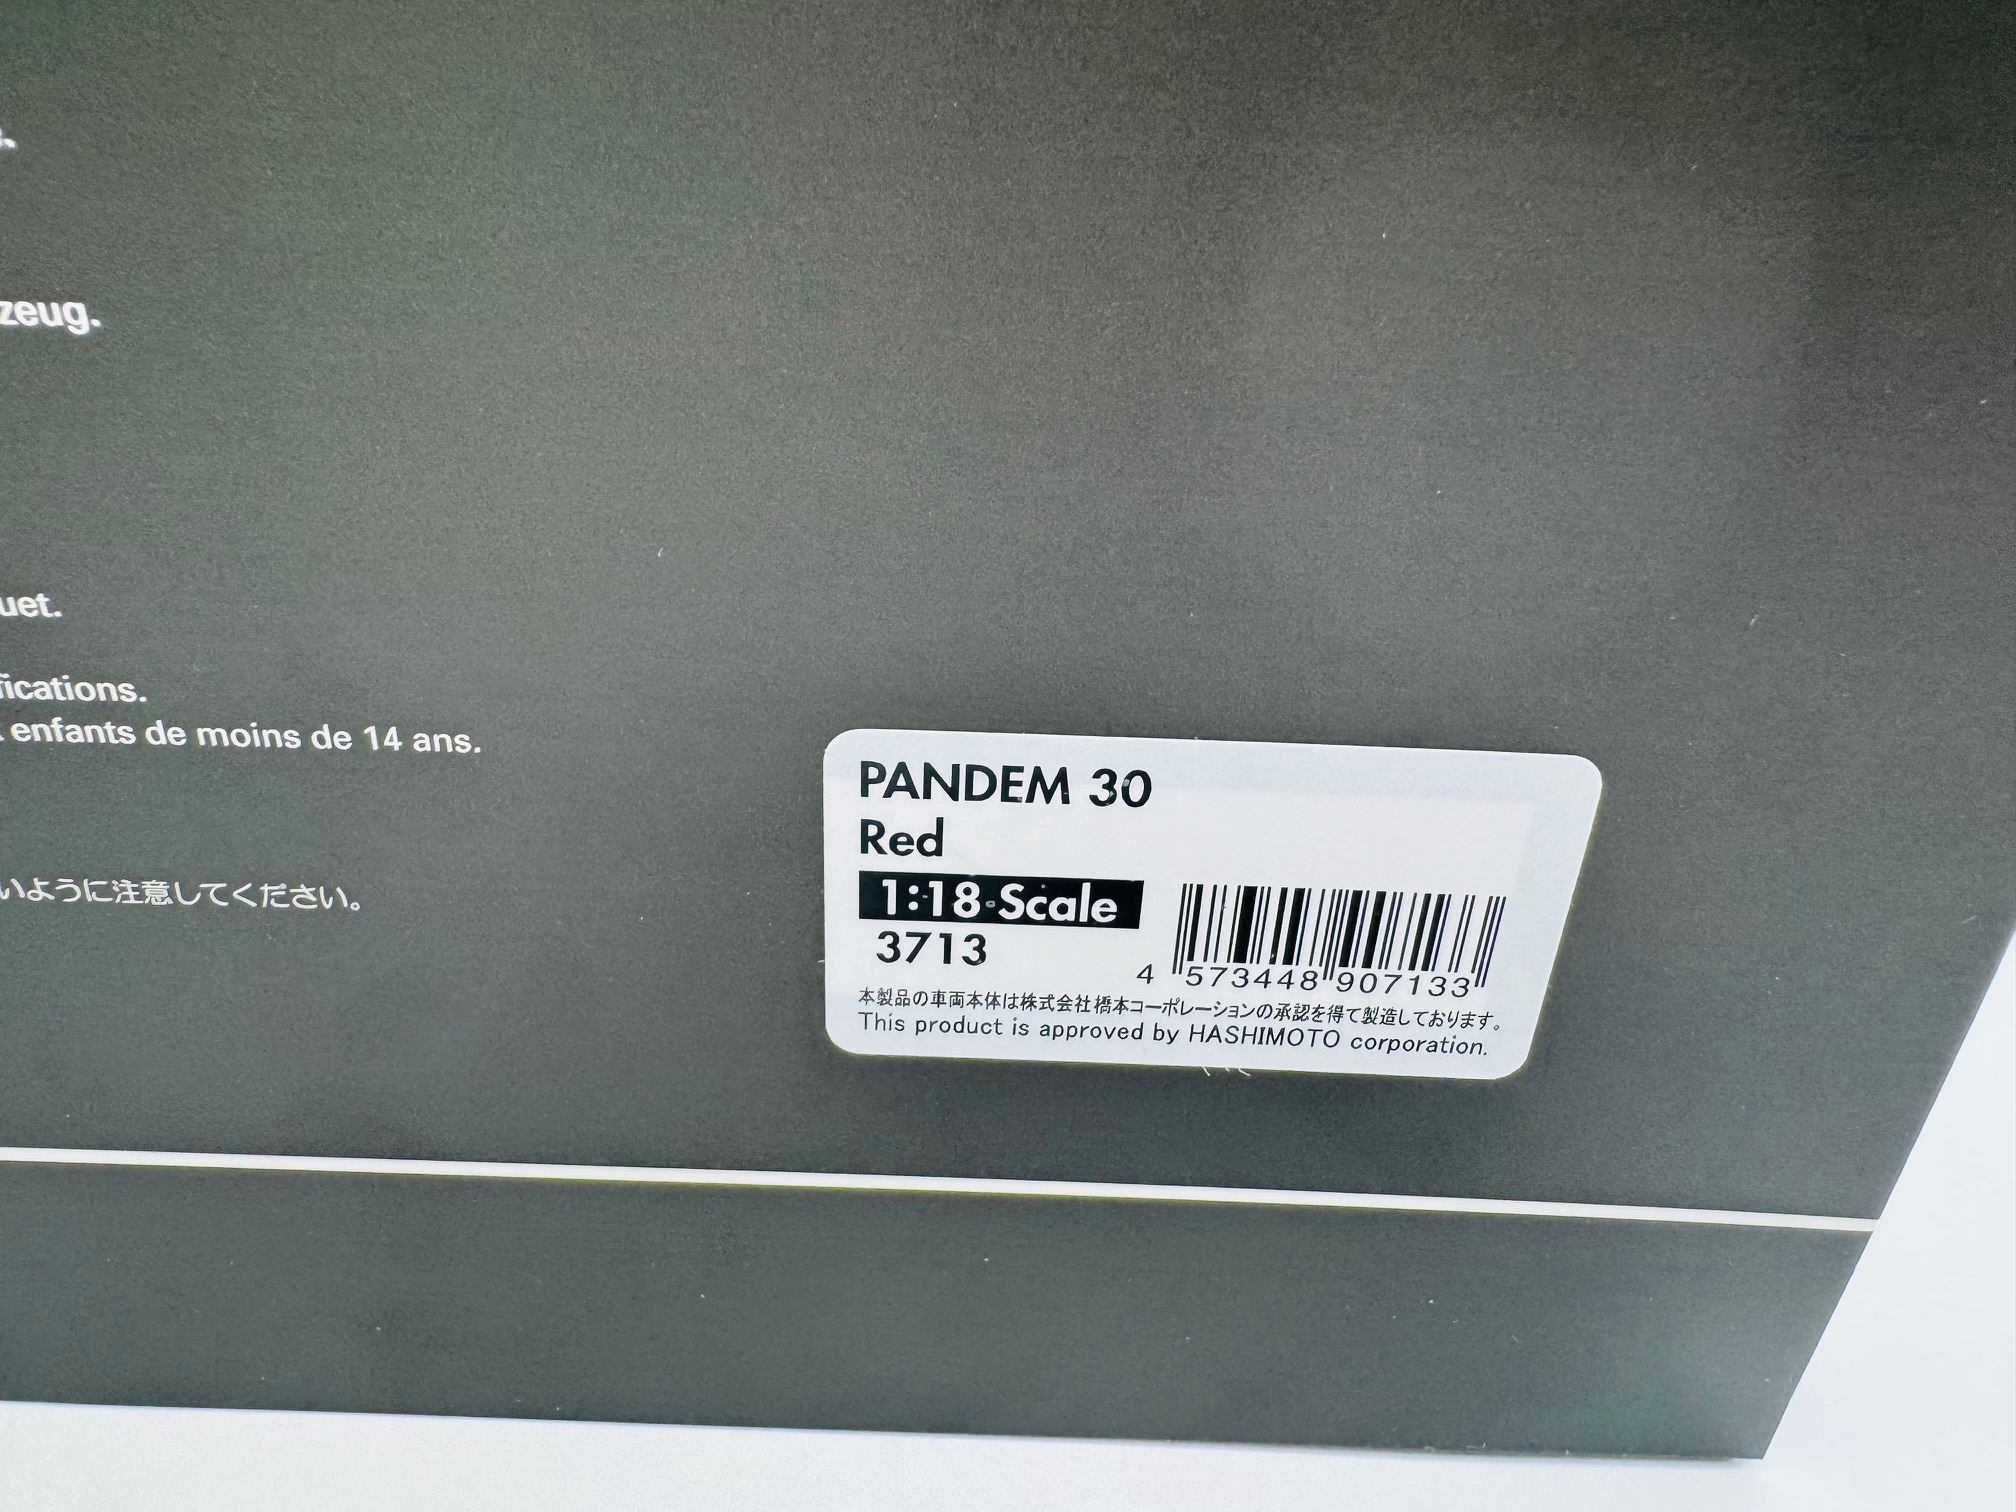 zeug.
uet.
fications.
enfants de moins de 14 ans.
いように注意してください。
PANDEM 30
Red
1:18 Scale
3713
4 573448 907133
本製品の車両本体は株式会社橋本コーポレーションの承認を得て製造しております。
This product is approved by HASHIMOTO corporation.